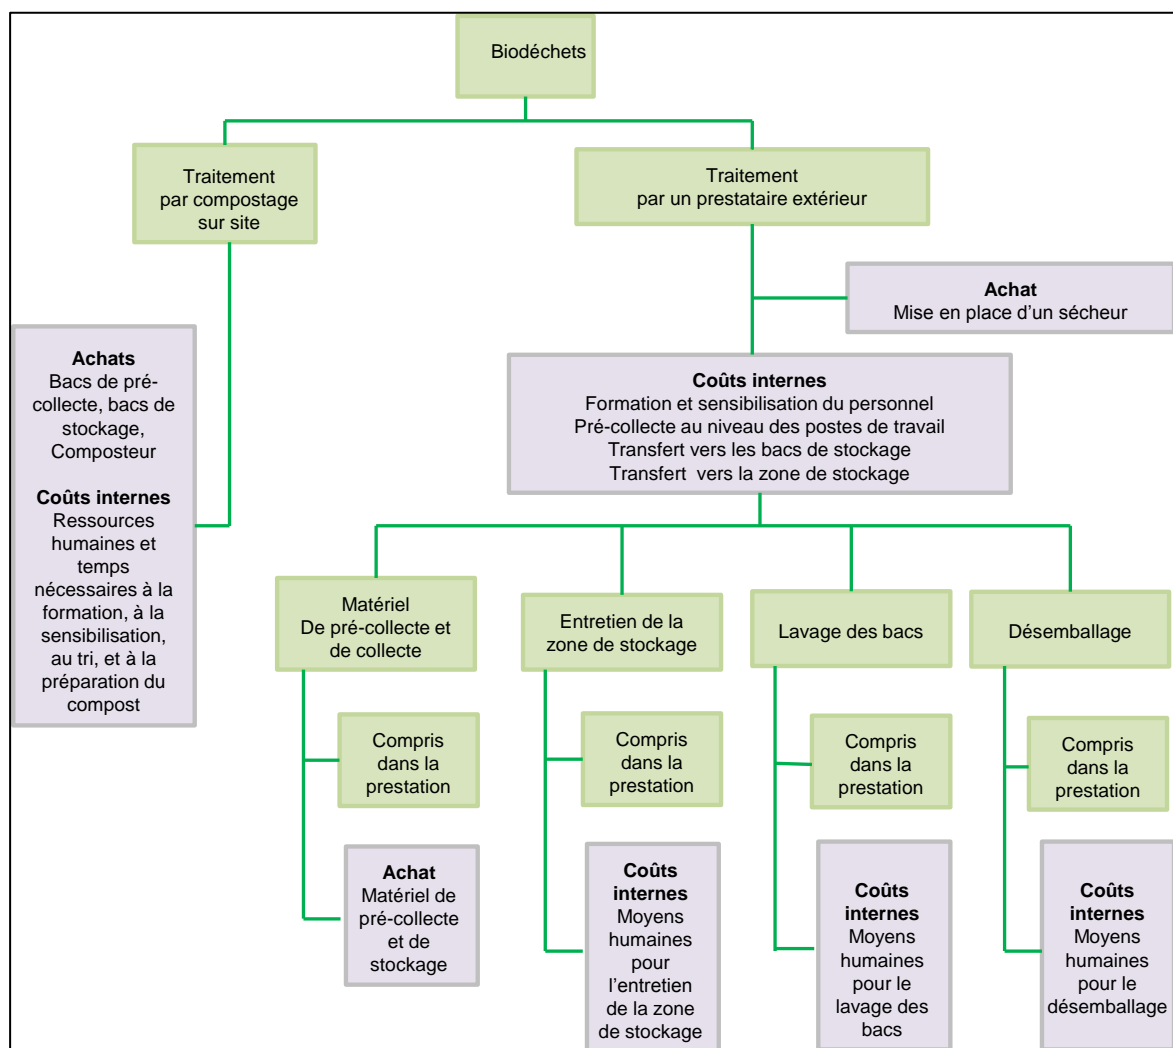 Biodéchets
Traitement
par compostage
sur site
Traitement
par un prestataire extérieur
Achat
Mise en place d'un sécheur
Achats
Bacs de pré-
collecte, bacs de
stockage,
Composteur
Coûts internes
Ressources
humaines et
temps
nécessaires à la
formation, à la
sensibilisation,
au tri, et à la
préparation du
compost
Coûts internes
Formation et sensibilisation du personnel
Pré-collecte au niveau des postes de travail
Transfert vers les bacs de stockage
Transfert vers la zone de stockage
Matériel
De pré-collecte et
de collecte
Entretien de la
zone de stockage
Lavage des bacs
Désemballage
Compris
dans la
prestation
Compris
dans la
prestation
Compris
dans la
prestation
Compris
dans la
prestation
Achat
Matériel de
pré-collecte
et de
stockage
Coûts
internes
Moyens
humaines
pour
l'entretien
de la zone
de stockage
Coûts
internes
Moyens
humaines
pour le
lavage des
bacs
Coûts
internes
Moyens
humaines
pour le
désemballage